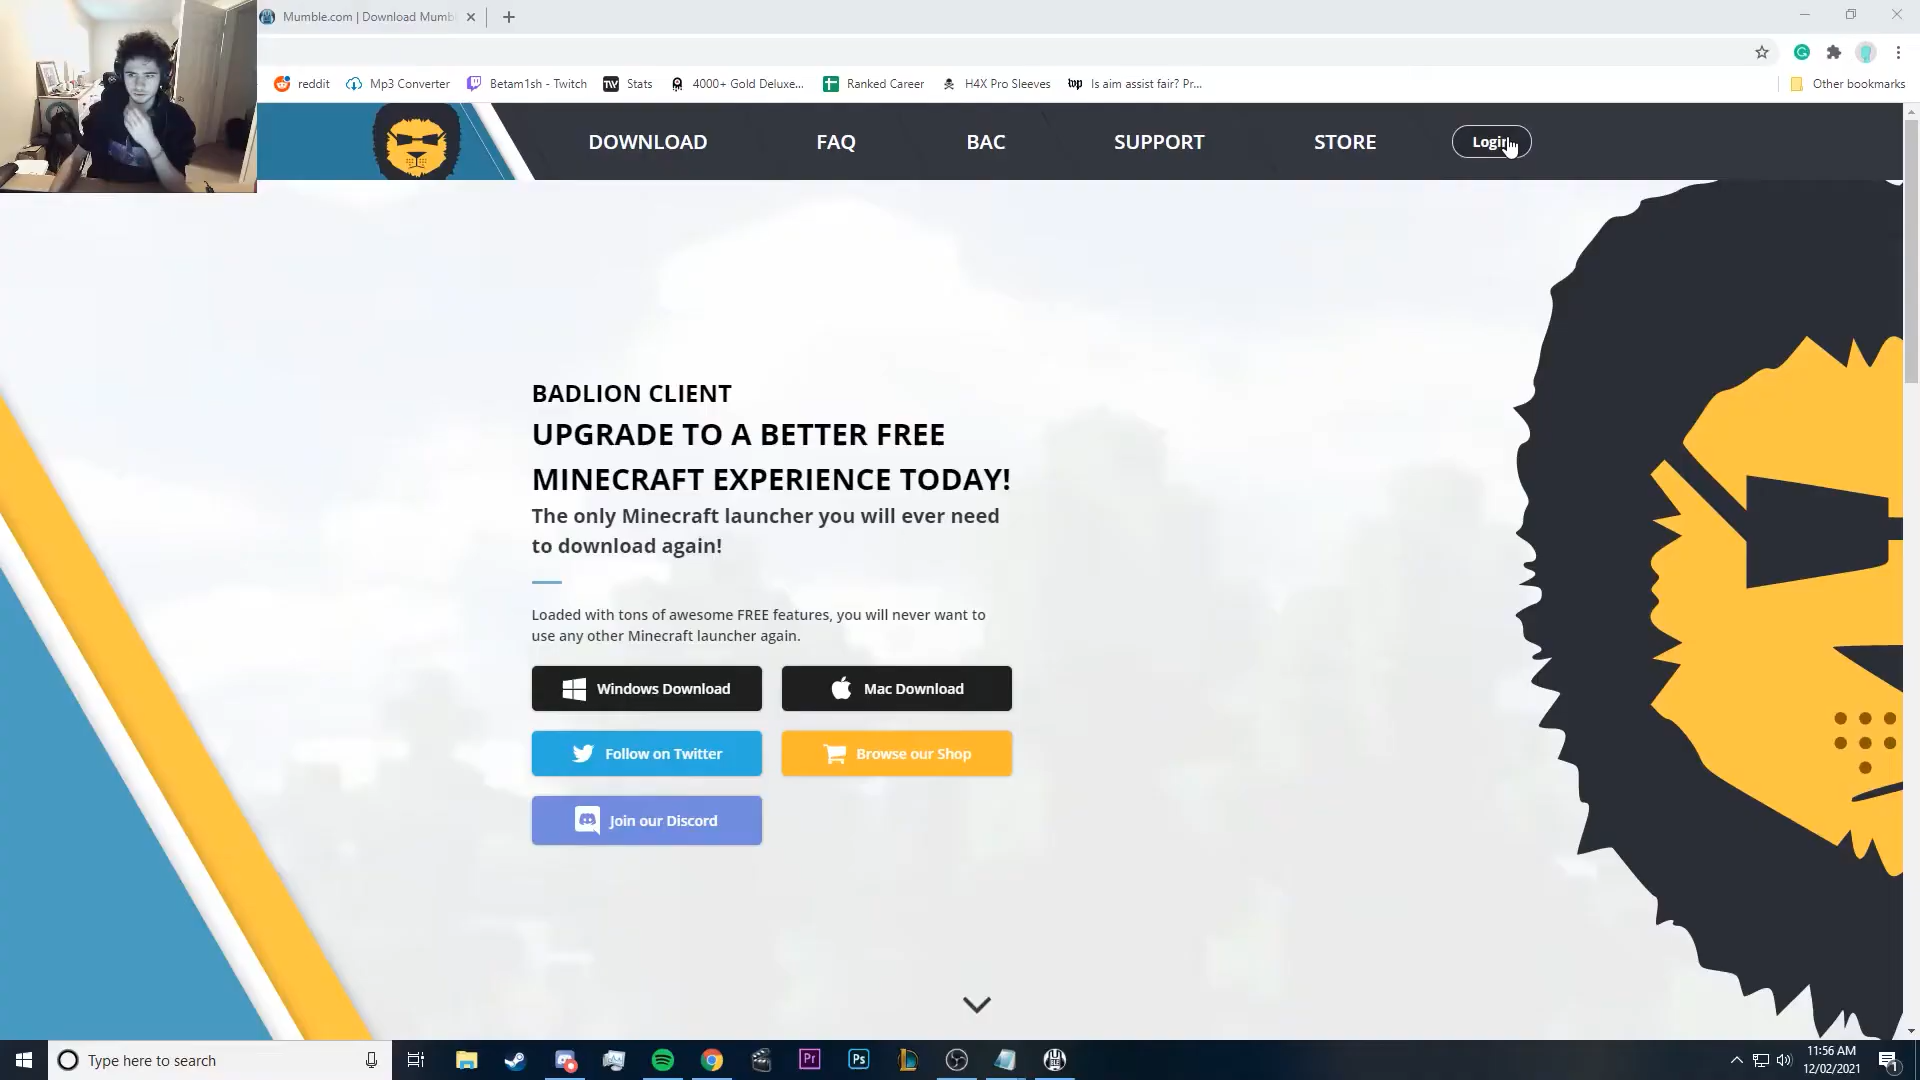 Mumble.com | Download Mumb
reddit
Mp3 Converter
Betam1sh - Twitch
Stats
4000+ Gold Deluxe...
Ranked Career
H4X Pro Sleeves
wp
Is aim assist fair? Pr...
Other bookmarks
DOWNLOAD
FAQ
BAC
SUPPORT
STORE
Login
BADLION CLIENT
UPGRADE TO A BETTER FREE
MINECRAFT EXPERIENCE TODAY!
The only Minecraft launcher you will ever need
to download again!
Loaded with tons of awesome FREE features, you will never want to
use any other Minecraft launcher again.
Windows Download
Mac Download
Follow on Twitter
Browse our Shop
Join our Discord
Type here to search
Pr
Ps
11:56 AM
12/02/2021
1